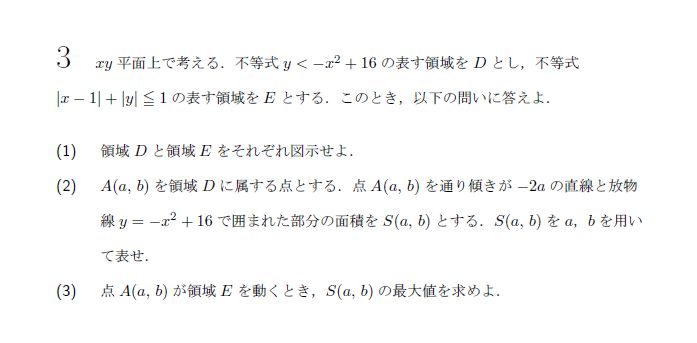 3 xy 平面上で考える．不等式 y < −x² + 16 の表す領域を D とし，不等式
|x − 1| + |y| ≦ 1 の表す領域を E とする．このとき，以下の問いに答えよ．
(1) 領域 D と領域 E をそれぞれ図示せよ．
(2) A(a, b) を領域 D に属する点とする．点 A(a, b) を通り傾きが −2a の直線と放物
線 y = −x² + 16 で囲まれた部分の面積を S(a, b) とする．S(a, b) を a，b を用い
て表せ．
(3) 点 A(a, b) が領域 E を動くとき，S(a, b) の最大値を求めよ．